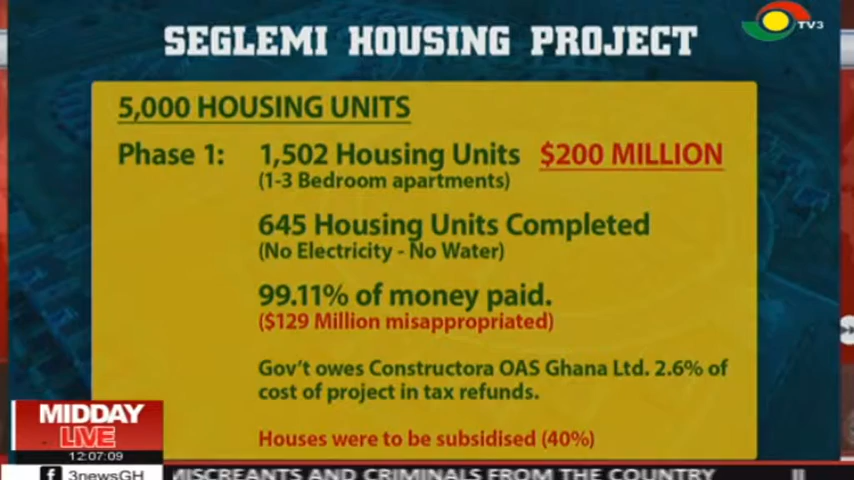 SEGLEMI HOUSING PROJECT
TV3
5,000 HOUSING UNITS
Phase 1: 1,502 Housing Units $200 MILLION
(1-3 Bedroom apartments)
645 Housing Units Completed
(No Electricity - No Water)
99.11% of money paid.
($129 Million misappropriated)
Gov't owes Constructora OAS Ghana Ltd. 2.6% of
cost of project in tax refunds.
Houses were to be subsidised (40%)
MIDDAY
LIVE
12:07:09
f 3newsGH
MISCREANTS AND CRIMINALS FROM THE COUNTRY